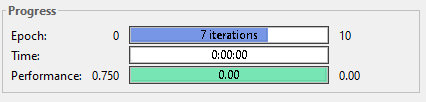 Progress
Epoch: 0 7 iterations 10
Time: 0:00:00
Performance: 0.750 0.00 0.00